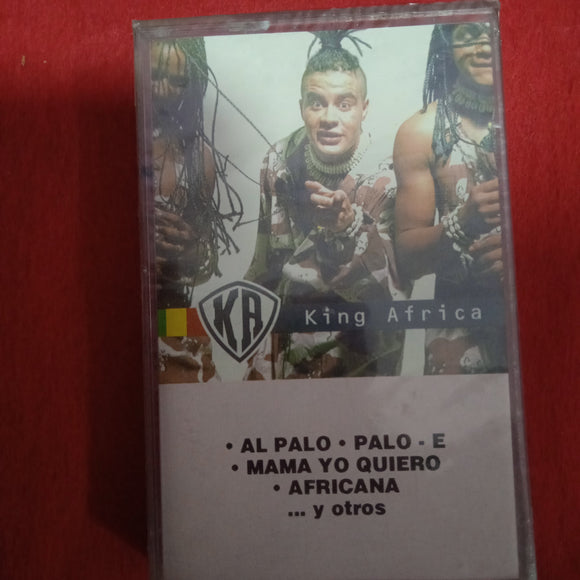 KA
King Africa
• AL PALO • PALO - E
• MAMA YO QUIERO
• AFRICANA
... y otros